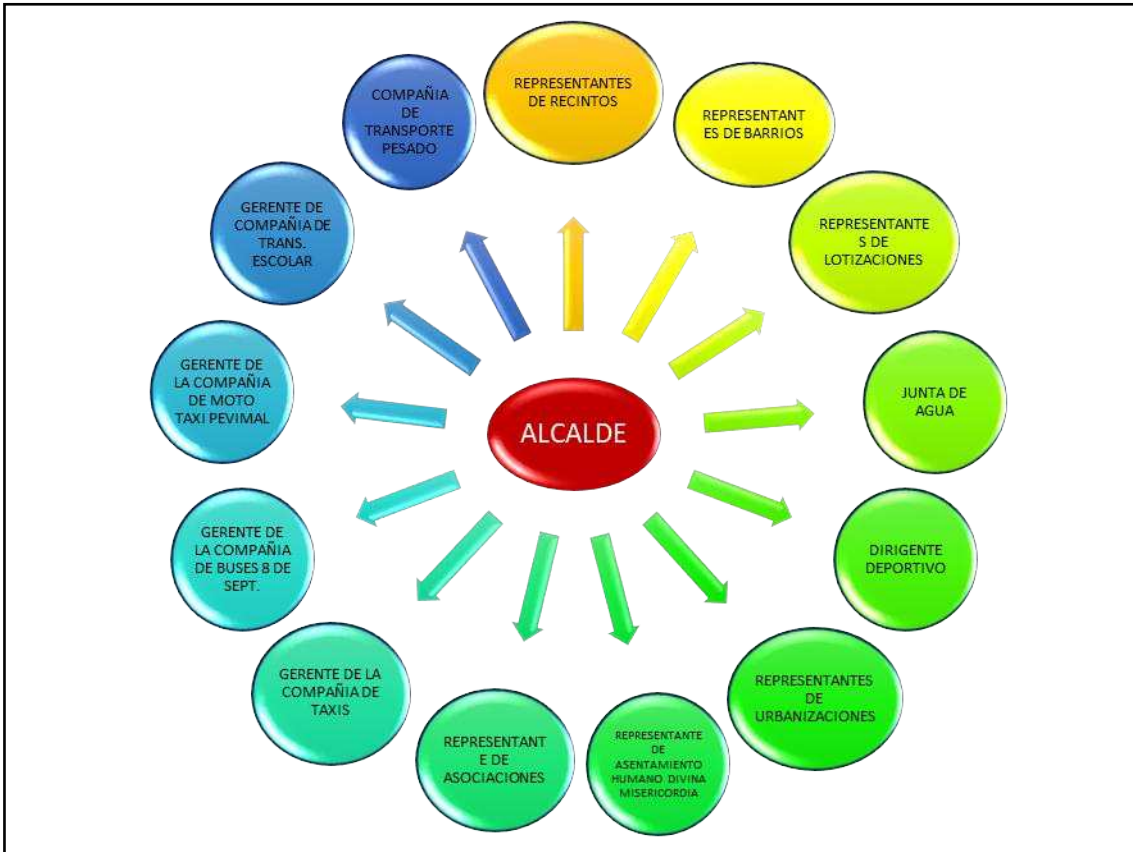 REPRESENTANTES
DE RECINTOS
REPRESENTANT
ES DE BARRIOS
REPRESENTANTE
S DE
LOTIZACIONES
JUNTA DE
AGUA
DIRIGENTE
DEPORTIVO
REPRESENTANTES
DE
URBANIZACIONES
REPRESENTANTE
DE
ASENTAMIENTO
HUMANO DIVINA
MISERICORDIA
REPRESENTANT
E DE
ASOCIACIONES
GERENTE DE LA
COMPAÑIA DE
TAXIS
GERENTE DE
LA COMPAÑIA
DE BUSES 8 DE
SEPT.
GERENTE DE
LA COMPAÑIA
DE MOTO
TAXI PEVIMAL
GERENTE DE
COMPAÑIA DE
TRANS.
ESCOLAR
COMPAÑIA
DE
TRANSPORTE
PESADO
ALCALDE